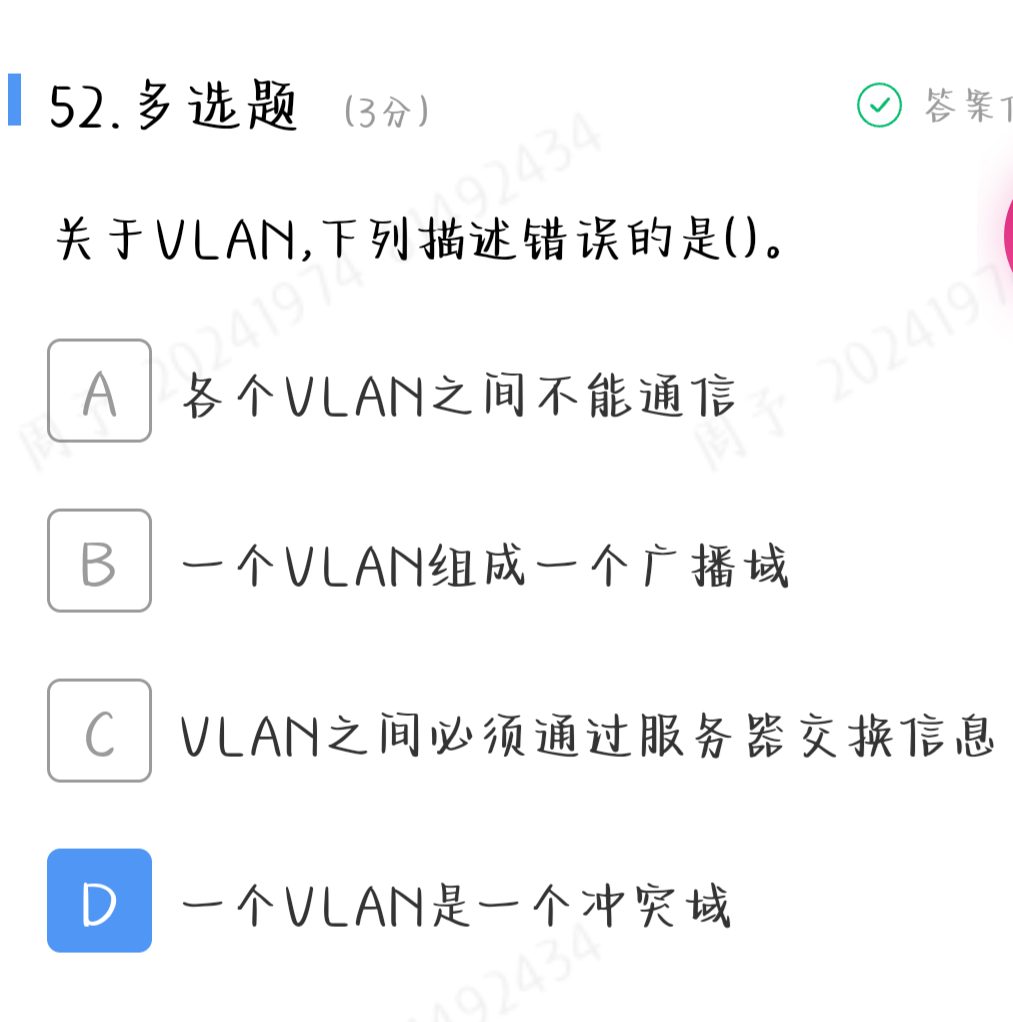 52.多选题 (3分) 答案
关于VLAN,下列描述错误的是()。
A 各个VLAN之间不能通信
B 一个VLAN组成一个广播域
C VLAN之间必须通过服务器交换信息
D 一个VLAN是一个冲突域